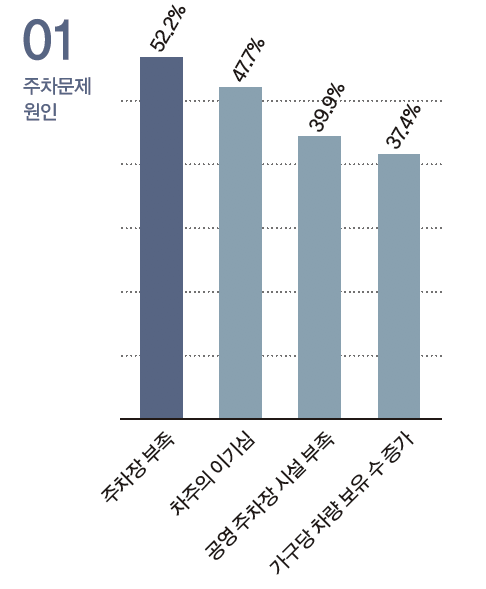 01
주차문제
원인
52.2%
47.7%
39.9%
37.4%
주차장 부족
차주의 이기심
공영 주차장 시설 부족
가구당 차량 보유 수 증가